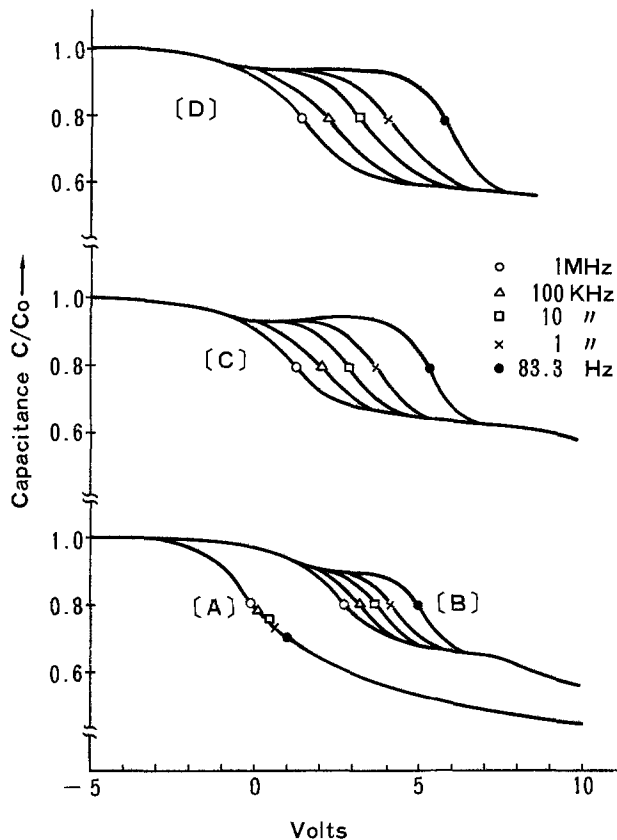 1.0
0.8
0.6
[D]
1MHz
100 KHz
10 〃
1 〃
83.3 Hz
1.0
0.8
0.6
[C]
Capacitance C/Co →
1.0
0.8
0.6
[A]
[B]
-5 0 5 10
Volts